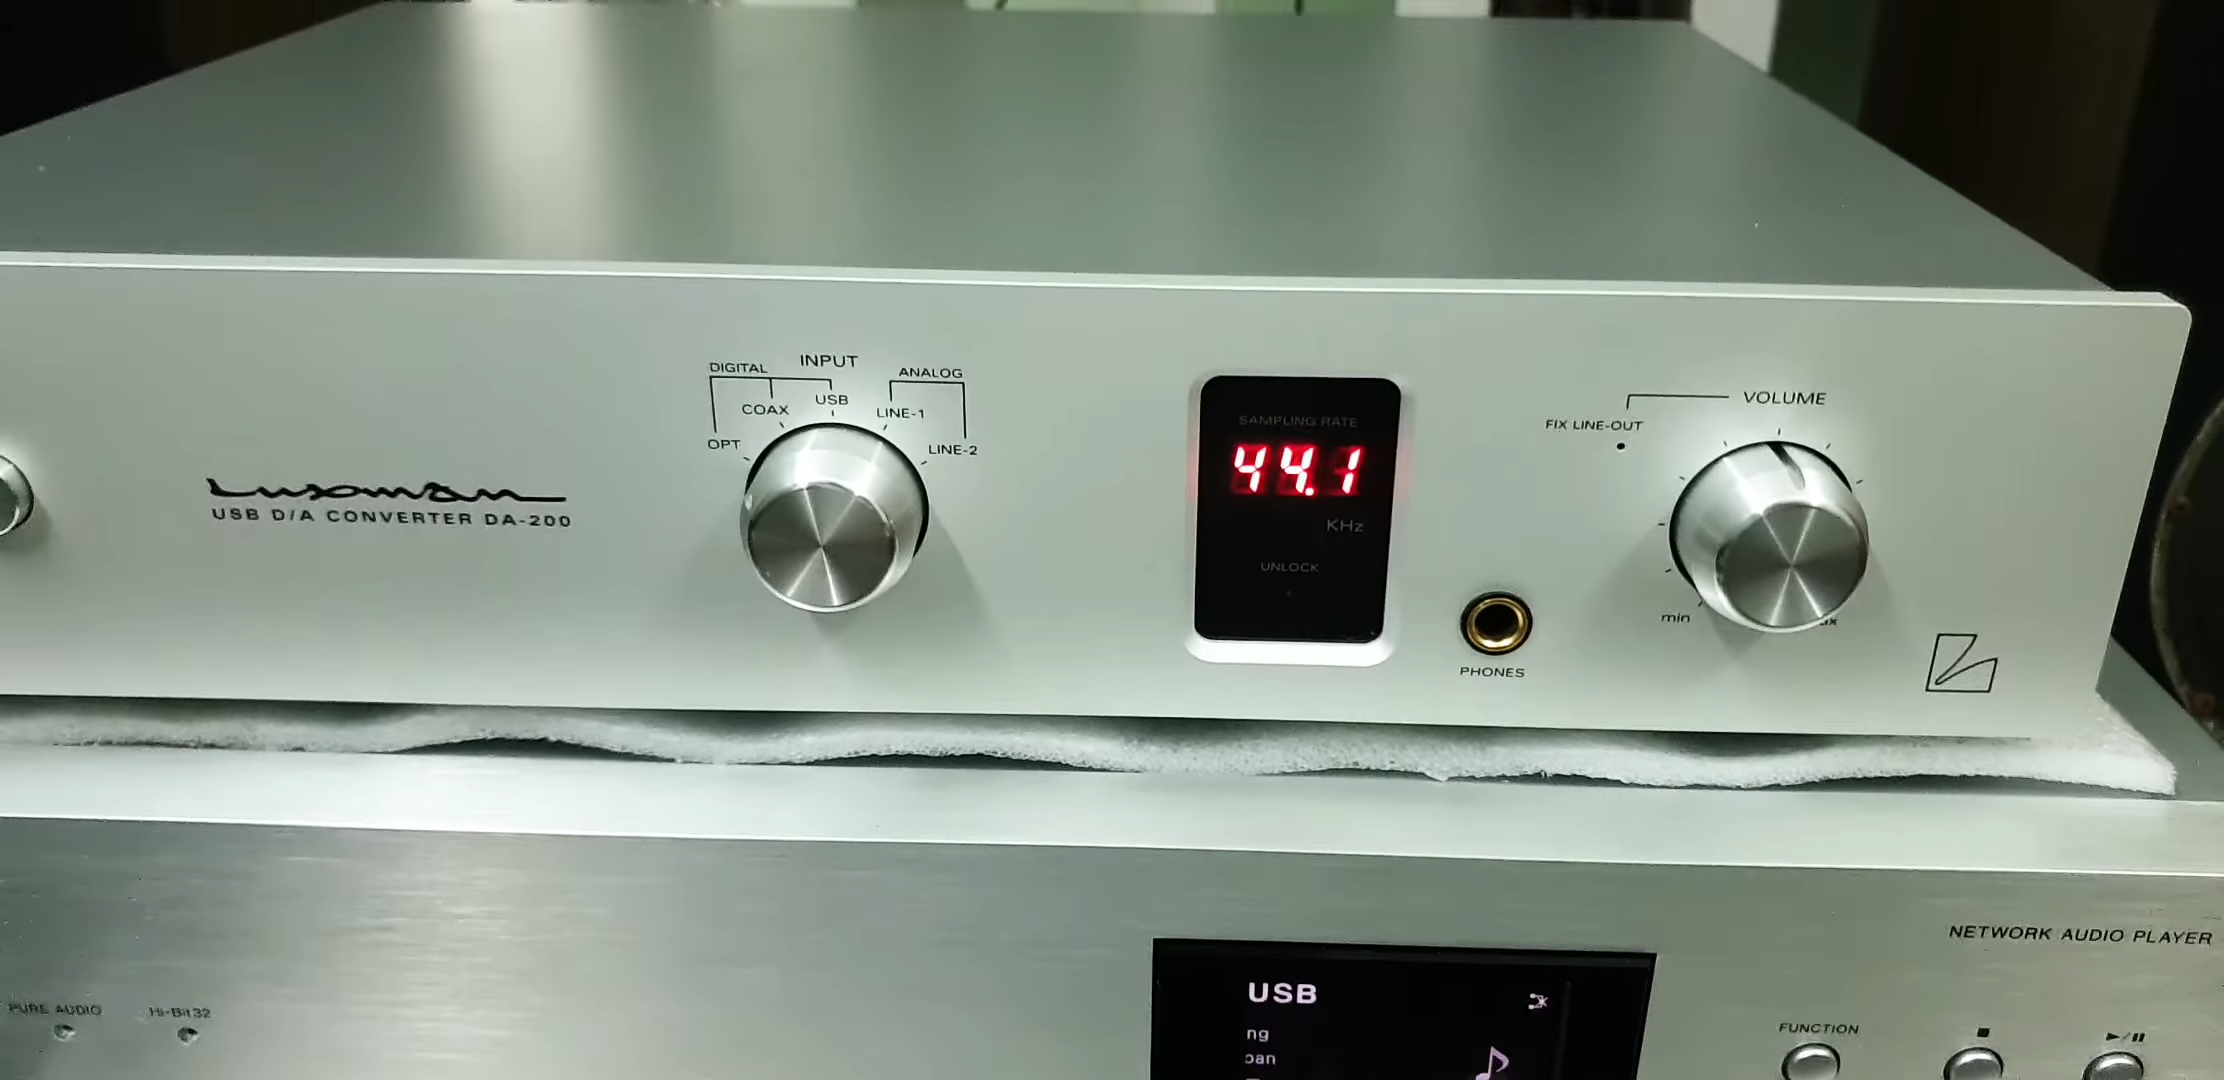 INPUT
DIGITAL
ANALOG
COAX
USB
LINE-1
OPT
LINE-2
LUXMAN
USB D/A CONVERTER DA-200
SAMPLING RATE
44.1
KHz
UNLOCK
PHONES
VOLUME
FIX LINE-OUT
min
NETWORK AUDIO PLAYER
PURE AUDIO
Hi-Bit32
USB
FUNCTION